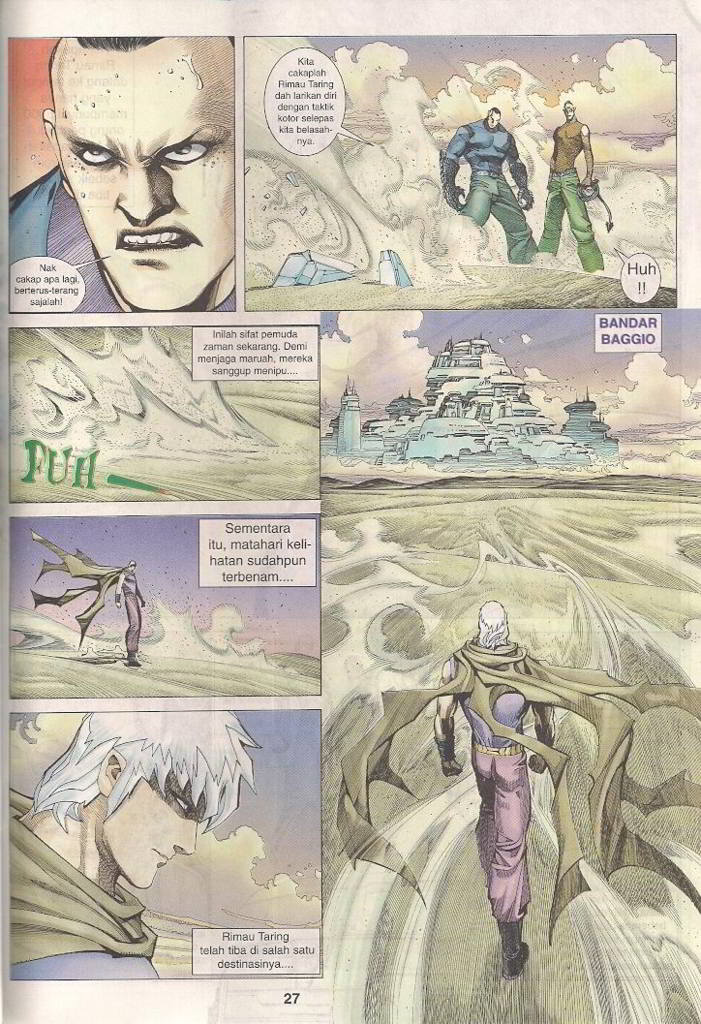 Nak
cakap apa lagi,
berterus-terang
sajalah!
Kita
cakaplah
Rimau Taring
dah larikan diri
dengan taktik
kotor selepas
kita belasah-
nya.
Huh
!!
Inilah sifat pemuda
zaman sekarang. Demi
menjaga maruah, mereka
sanggup menipu....
FUH
BANDAR
BAGGIO
Sementara
itu, matahari keli-
hatan sudahpun
terbenam....
Rimau Taring
telah tiba di salah satu
destinasinya....
27